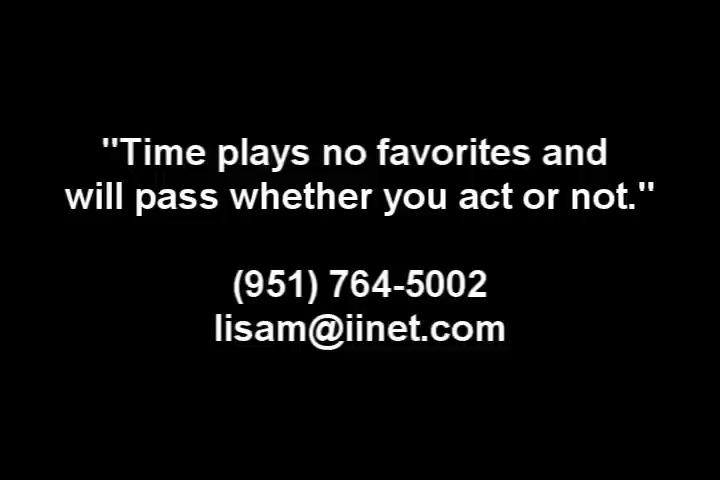 "Time plays no favorites and
will pass whether you act or not."
(951) 764-5002
lisam@iinet.com